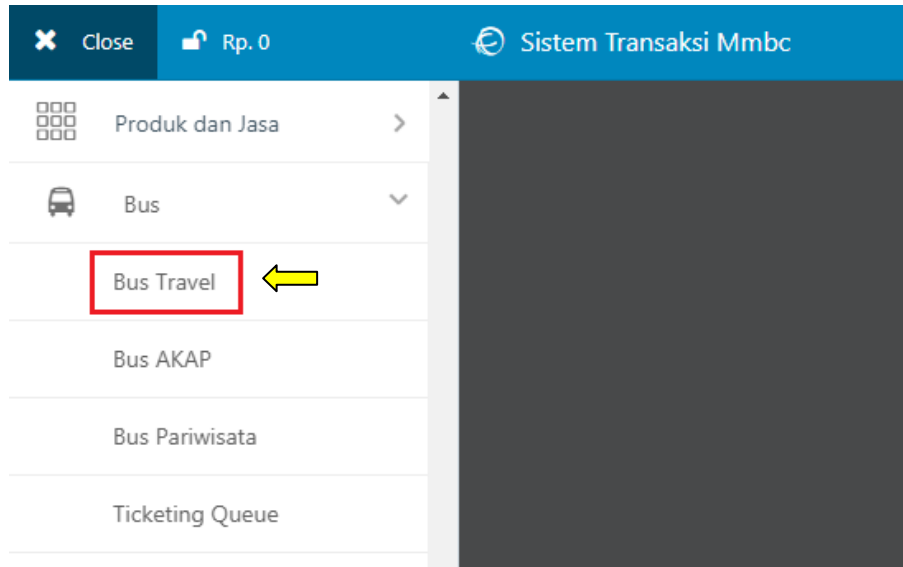 Close Rp. 0 Sistem Transaksi Mmbc
Produk dan Jasa
Bus
Bus Travel
Bus AKAP
Bus Pariwisata
Ticketing Queue